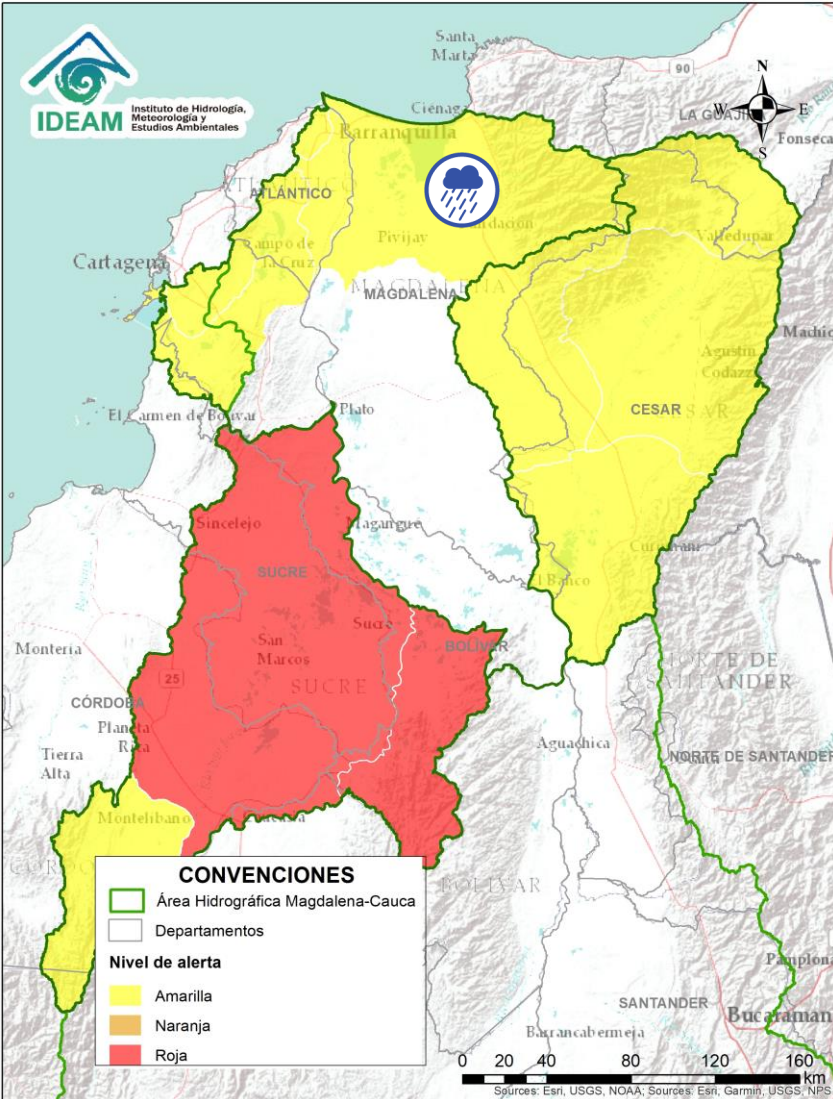 IDEAM
Instituto de Hidrología,
Meteorología y
Estudios Ambientales
Santa
Marta
90
N
W
E
S
Ciénaga
LA GUAJI
Fonseca
Barranquilla
ATLÁNTICO
Valledupar
Pivijay
Campo de
la Cruz
Cartagena
MAGDALENA
MAGDALENA
Agustín
Codazzi
CESAR
CESAR
El Carmen de Bolívar
Plato
Sincelejo
Magangué
SUCRE
El Banco
Sucre
San
Marcos
BOLÍVAR
Montería
SUCRE
NORTE DE
SANTANDER
25
CÓRDOBA
Planeta
Rica
Aguachica
Tierra
Alta
NORTE DE SANTANDER
Montelíbano
CONVENCIONES
Área Hidrográfica Magdalena-Cauca
Departamentos
Nivel de alerta
Amarilla
Naranja
Roja
BOLÍVAR
Pamplona
SANTANDER
Bucaraman
Barrancabermeja
0 20 40 80 120 160
km
Sources: Esri, USGS, NOAA; Sources: Esri, Garmin, USGS, NPS